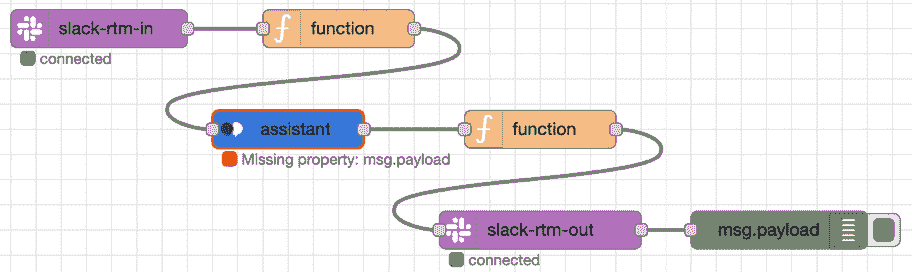 slack-rtm-in
function
connected
assistant
function
Missing property: msg.payload
slack-rtm-out
msg.payload
connected